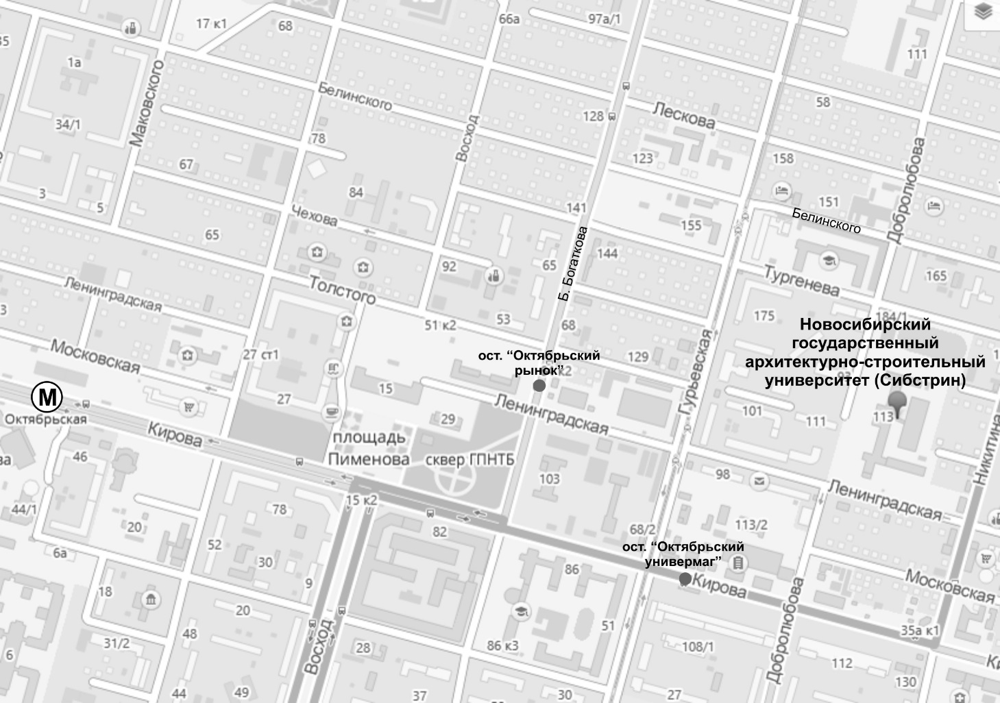 66а
97а/1
17 к1
68
35
1а
111
Маковского
Белинского
58
128
Лескова
34/1
Восход
78
Добролюбова
67
123
158
84
3
5
151
141
Чехова
Белинского
155
65
Б. Богаткова
144
92
65
165
Ленинградская
Толстого
Тургенева
3
51 к2
53
68
175
184/1
Новосибирский
государственный
архитектурно-строительный
университет (Сибстрин)
Московская
27 ст1
ост. “Октябрьский
рынок”
129
к2
Гурьевская
93
М
Октябрьская
27
15
Ленинградская
101
111
113
29
Кирова
площадь
Пименова
сквер ГПНТБ
Никитина
ва
46
103
98
Ленинградская
44/1
15 к2
78
20
82
68/2
113/2
6а
52
30
ост. “Октябрьский
универмаг”
86
Московская
9
18
Кирова
Добролюбова
20
51
35а к1
48
31/2
28
86 к3
108/1
Восход
6
112
Ки
130
44
49
37
30
27